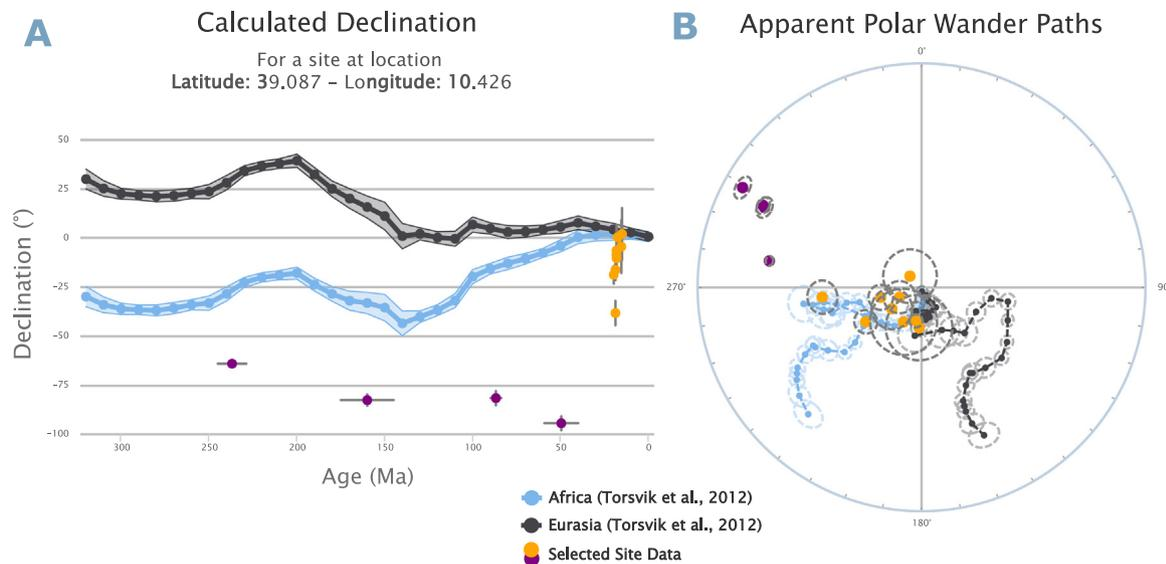 A
Calculated Declination
For a site at location
Latitude: 39.087 – Longitude: 10.426
50
25
0
−25
−50
−75
−100
Declination (°)
300
250
200
150
100
50
0
Age (Ma)
B
Apparent Polar Wander Paths
0°
270°
90
180°
Africa (Torsvik et al., 2012)
Eurasia (Torsvik et al., 2012)
Selected Site Data